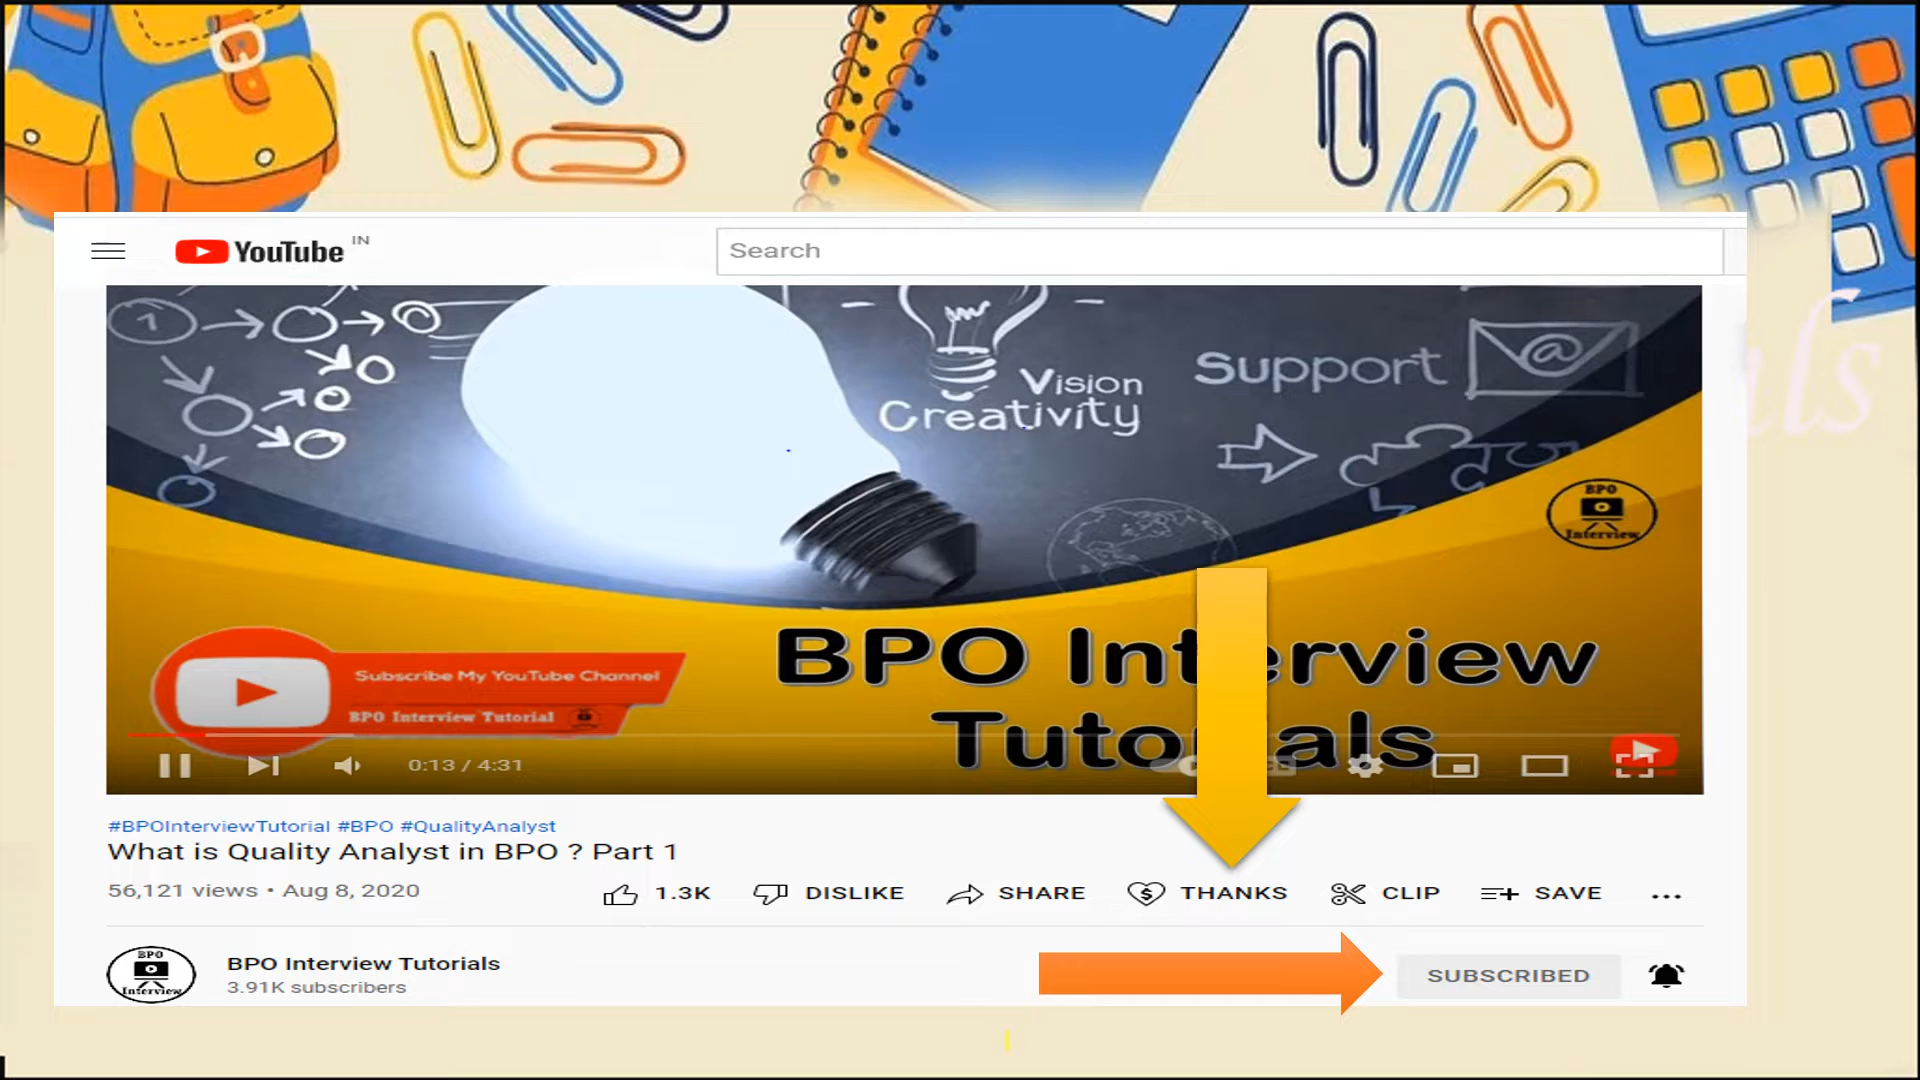 YouTube IN
Search
1
Vision
Creativity
Support
@
BPO
Interview
BPO Interview
Tutorials
Subscribe My YouTube Channel
BPO Interview Tutorial
0:13 / 4:31
#BPOInterviewTutorial #BPO #QualityAnalyst
What is Quality Analyst in BPO ? Part 1
56,121 views • Aug 8, 2020
1.3K DISLIKE SHARE THANKS CLIP SAVE ...
BPO
Interview
BPO Interview Tutorials
3.91K subscribers
SUBSCRIBED